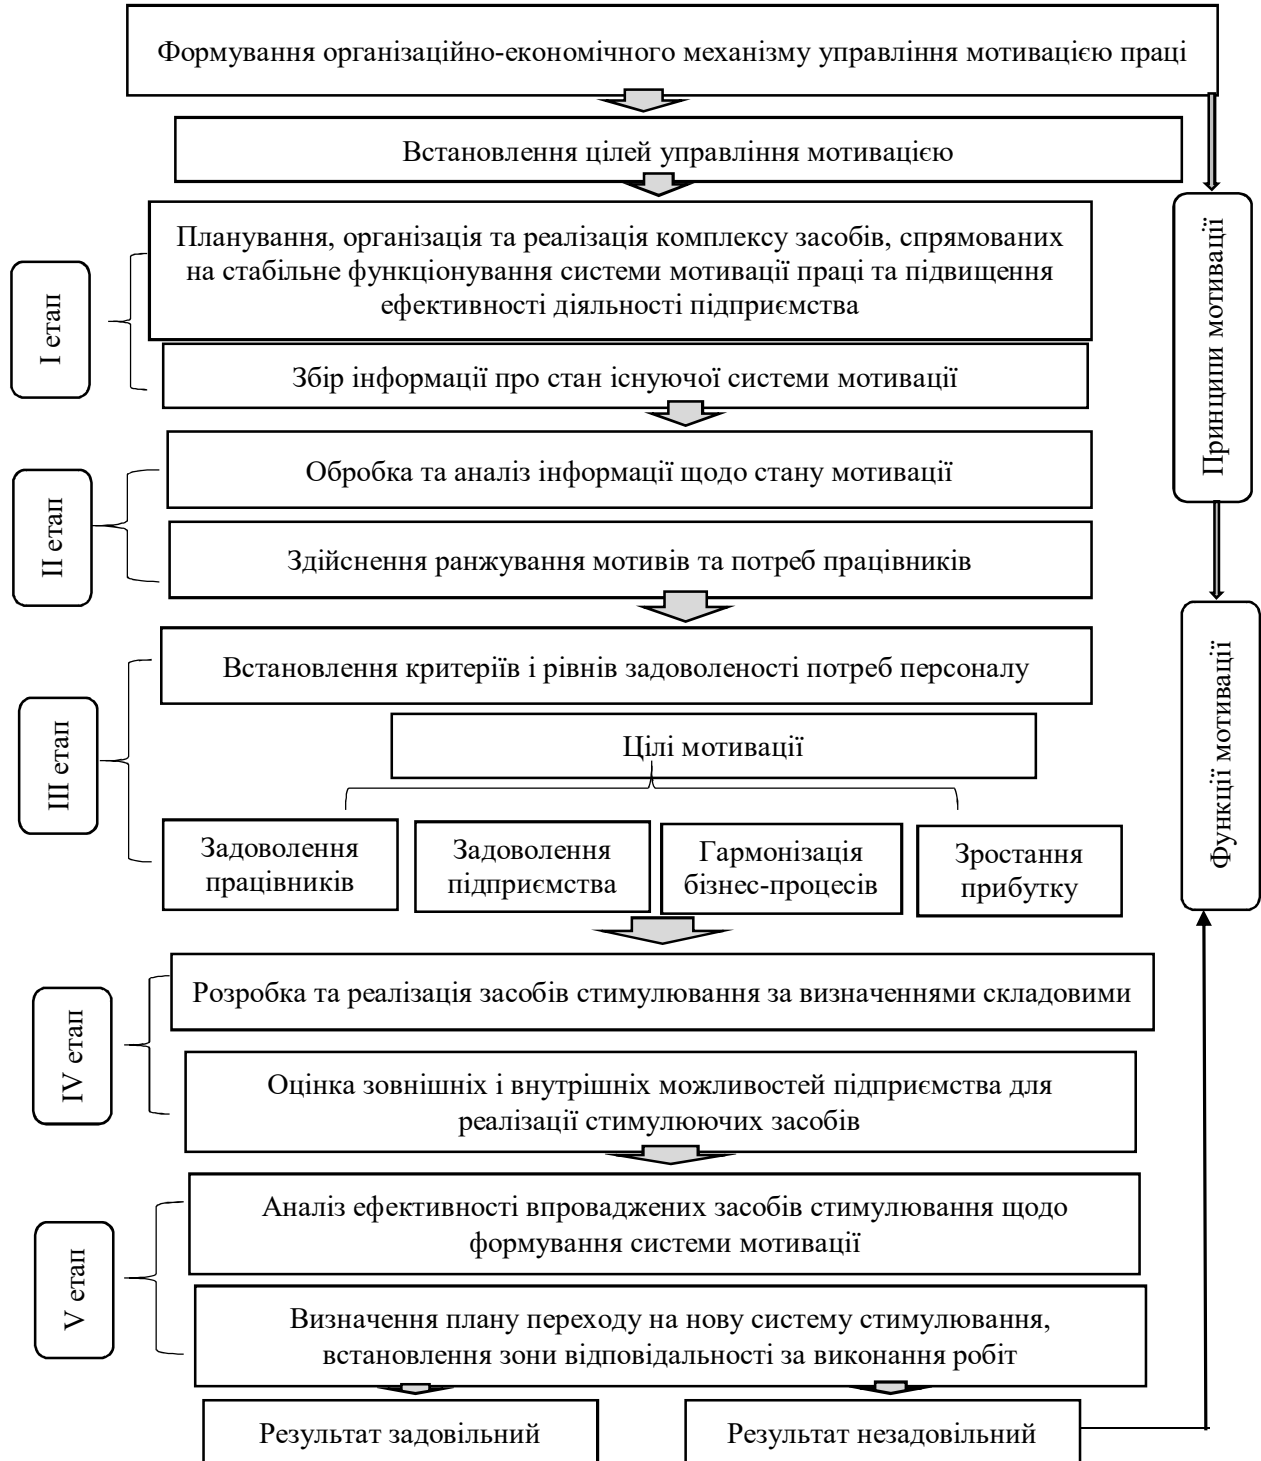 Формування організаційно-економічного механізму управління мотивацією праці
Встановлення цілей управління мотивацією
Принципи мотивації
I етап
Планування, організація та реалізація комплексу засобів, спрямованих
на стабільне функціонування системи мотивації праці та підвищення
ефективності діяльності підприємства
Збір інформації про стан існуючої системи мотивації
II етап
Обробка та аналіз інформації щодо стану мотивації
Здійснення ранжування мотивів та потреб працівників
Функції мотивації
III етап
Встановлення критеріїв і рівнів задоволеності потреб персоналу
Цілі мотивації
Задоволення
працівників
Задоволення
підприємства
Гармонізація
бізнес-процесів
Зростання
прибутку
IV етап
Розробка та реалізація засобів стимулювання за визначеннями складовими
Оцінка зовнішніх і внутрішніх можливостей підприємства для
реалізації стимулюючих засобів
V етап
Аналіз ефективності впроваджених засобів стимулювання щодо
формування системи мотивації
Визначення плану переходу на нову систему стимулювання,
встановлення зони відповідальності за виконання робіт
Результат задовільний
Результат незадовільний